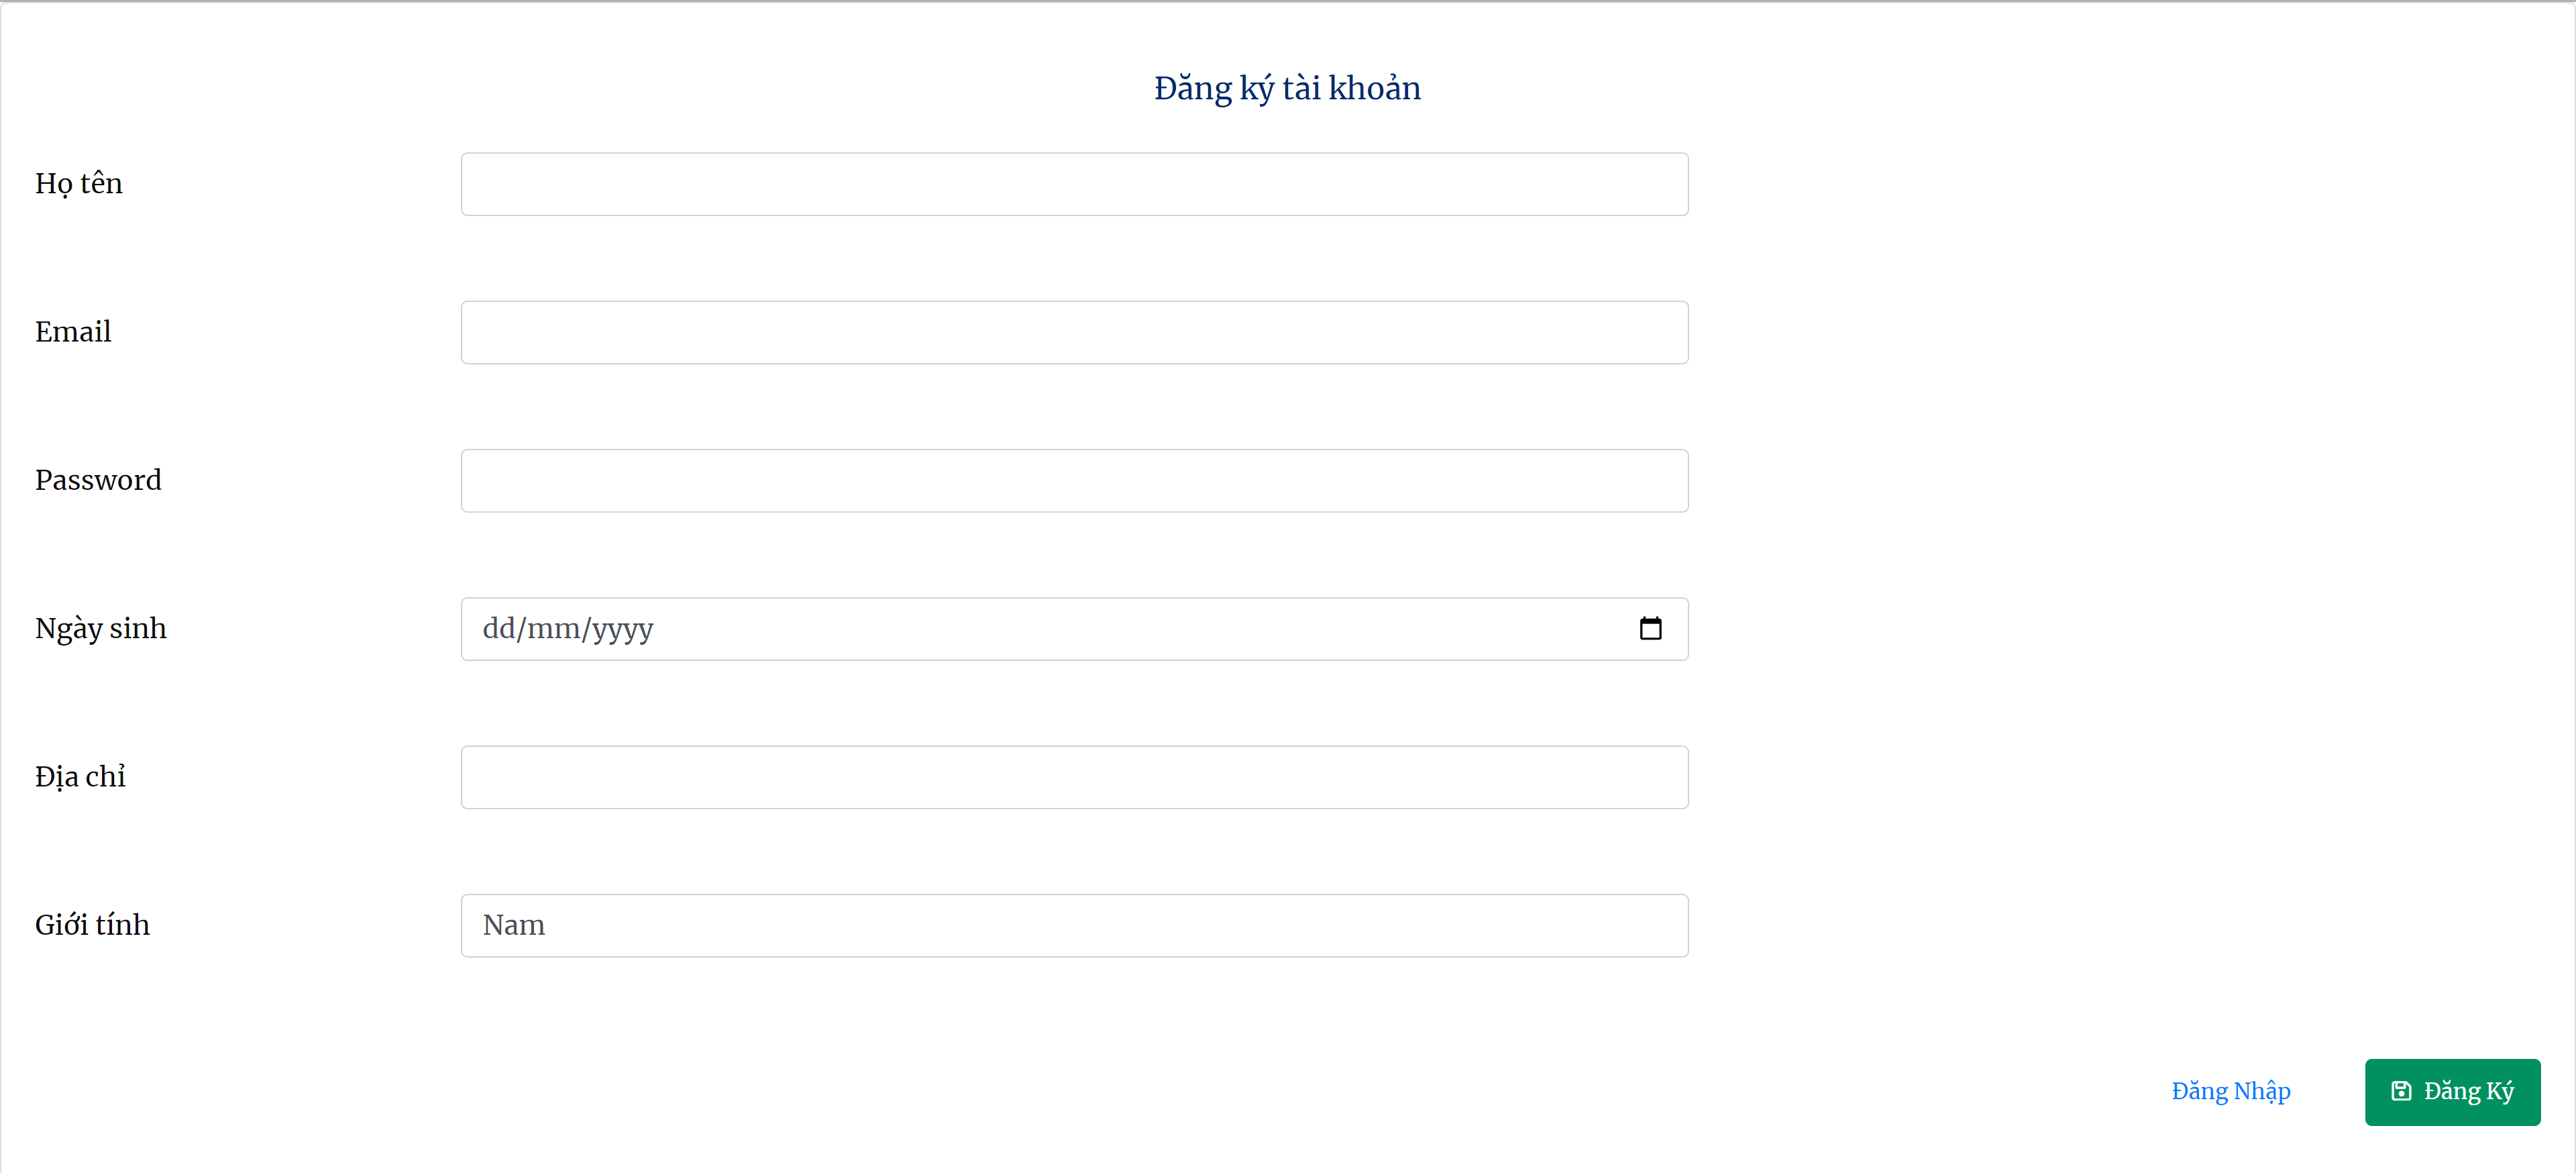 Đăng ký tài khoản
Họ tên
Email
Password
Ngày sinh
dd/mm/yyyy
Địa chỉ
Giới tính
Nam
Đăng Nhập
Đăng Ký